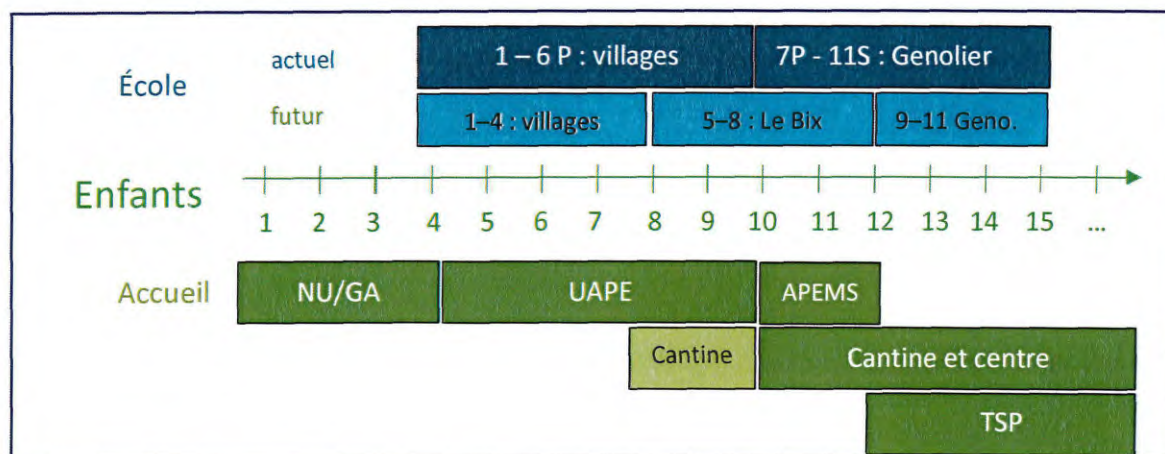 École
actuel
1 – 6 P : villages
7P - 11S : Genolier
futur
1–4 : villages
5–8 : Le Bix
9–11 Geno.
Enfants
1 2 3 4 5 6 7 8 9 10 11 12 13 14 15 ...
Accueil
NU/GA
UAPE
APEMS
Cantine
Cantine et centre
TSP